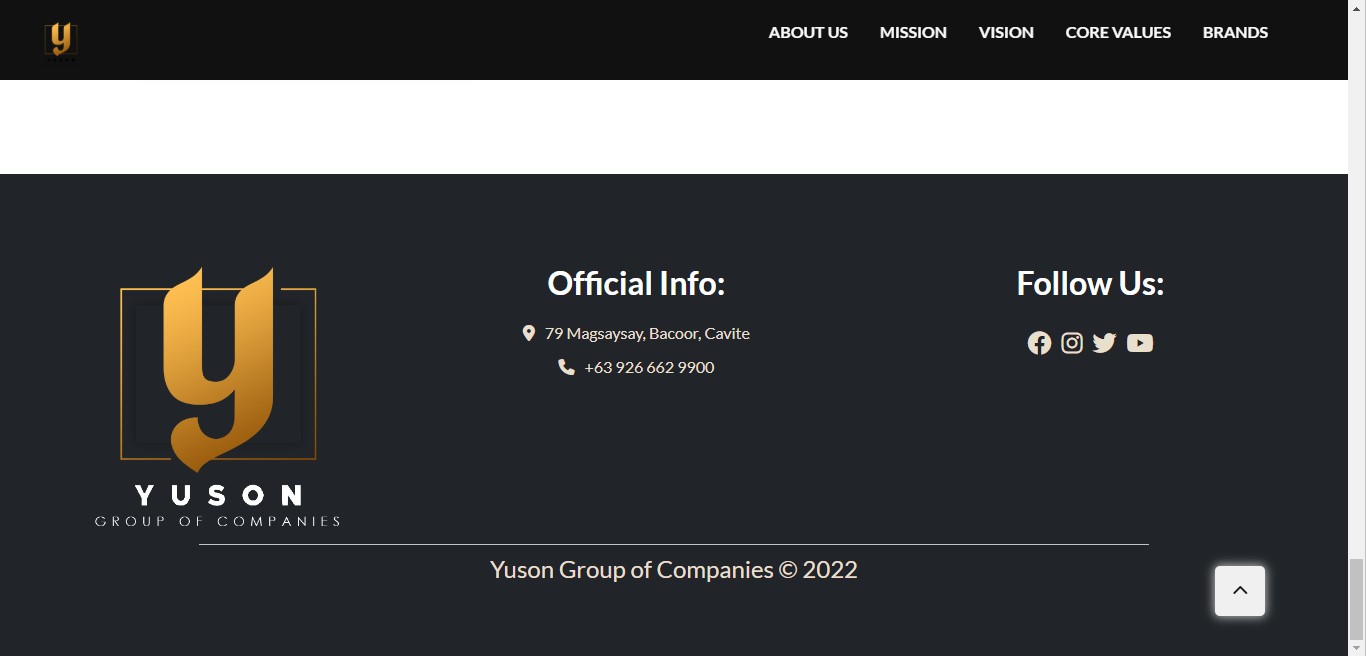 ABOUT US MISSION VISION CORE VALUES BRANDS
Official Info:
79 Magsaysay, Bacoor, Cavite
+63 926 662 9900
Follow Us:
y
YUSON
GROUP OF COMPANIES
Yuson Group of Companies © 2022